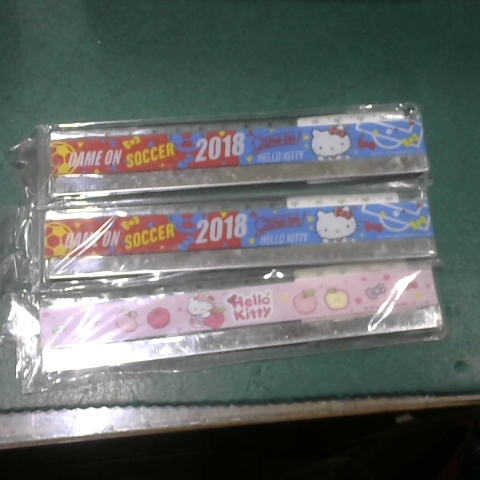 GAME ON SOCCER 2018
HELLO KITTY
GAME ON SOCCER 2018
HELLO KITTY
Hello
Kitty